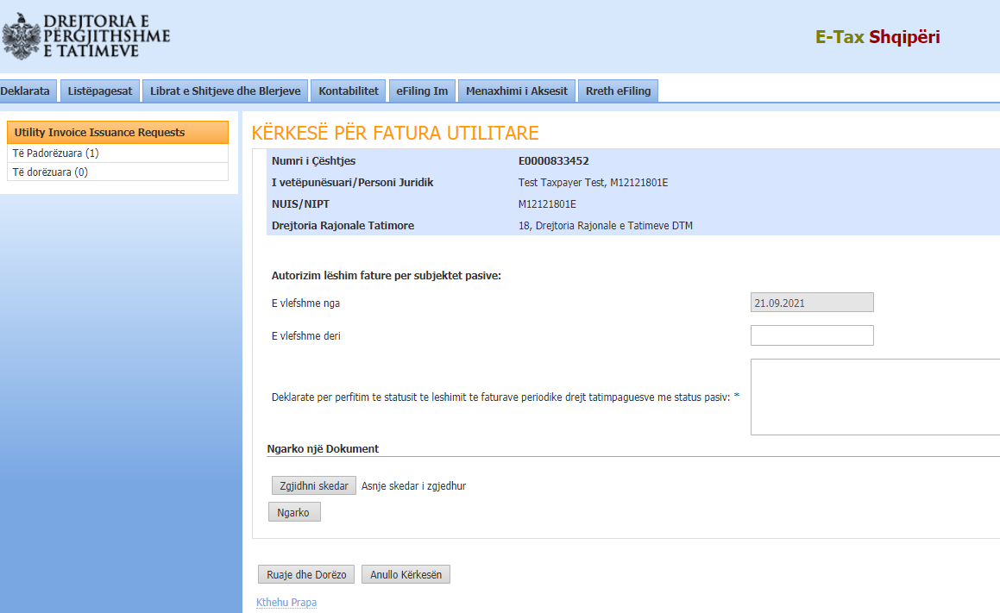 DREJTORIA E
PËRGJITHSHME
E TATIMEVE
E-Tax Shqipëri
Deklarata
Listëpagesat
Librat e Shitjeve dhe Blerjeve
Kontabilitet
eFiling Im
Menaxhimi i Aksesit
Rreth eFiling
Utility Invoice Issuance Requests
Të Padorëzuara (1)
Të dorëzuara (0)
KËRKESË PËR FATURA UTILITARE
Numri i Çështjes E0000833452
I vetëpunësuari/Personi Juridik Test Taxpayer Test, M12121801E
NUIS/NIPT M12121801E
Drejtoria Rajonale Tatimore 18, Drejtoria Rajonale e Tatimeve DTM
Autorizim lëshim fature per subjektet pasive:
E vlefshme nga 21.09.2021
E vlefshme deri
Deklarate per perfitim te statusit te leshimit te faturave periodike drejt tatimpaguesve me status pasiv: *
Ngarko një Dokument
Zgjidhni skedar Asnje skedar i zgjedhur
Ngarko
Ruaje dhe Dorëzo Anullo Kërkesën
Kthehu Prapa